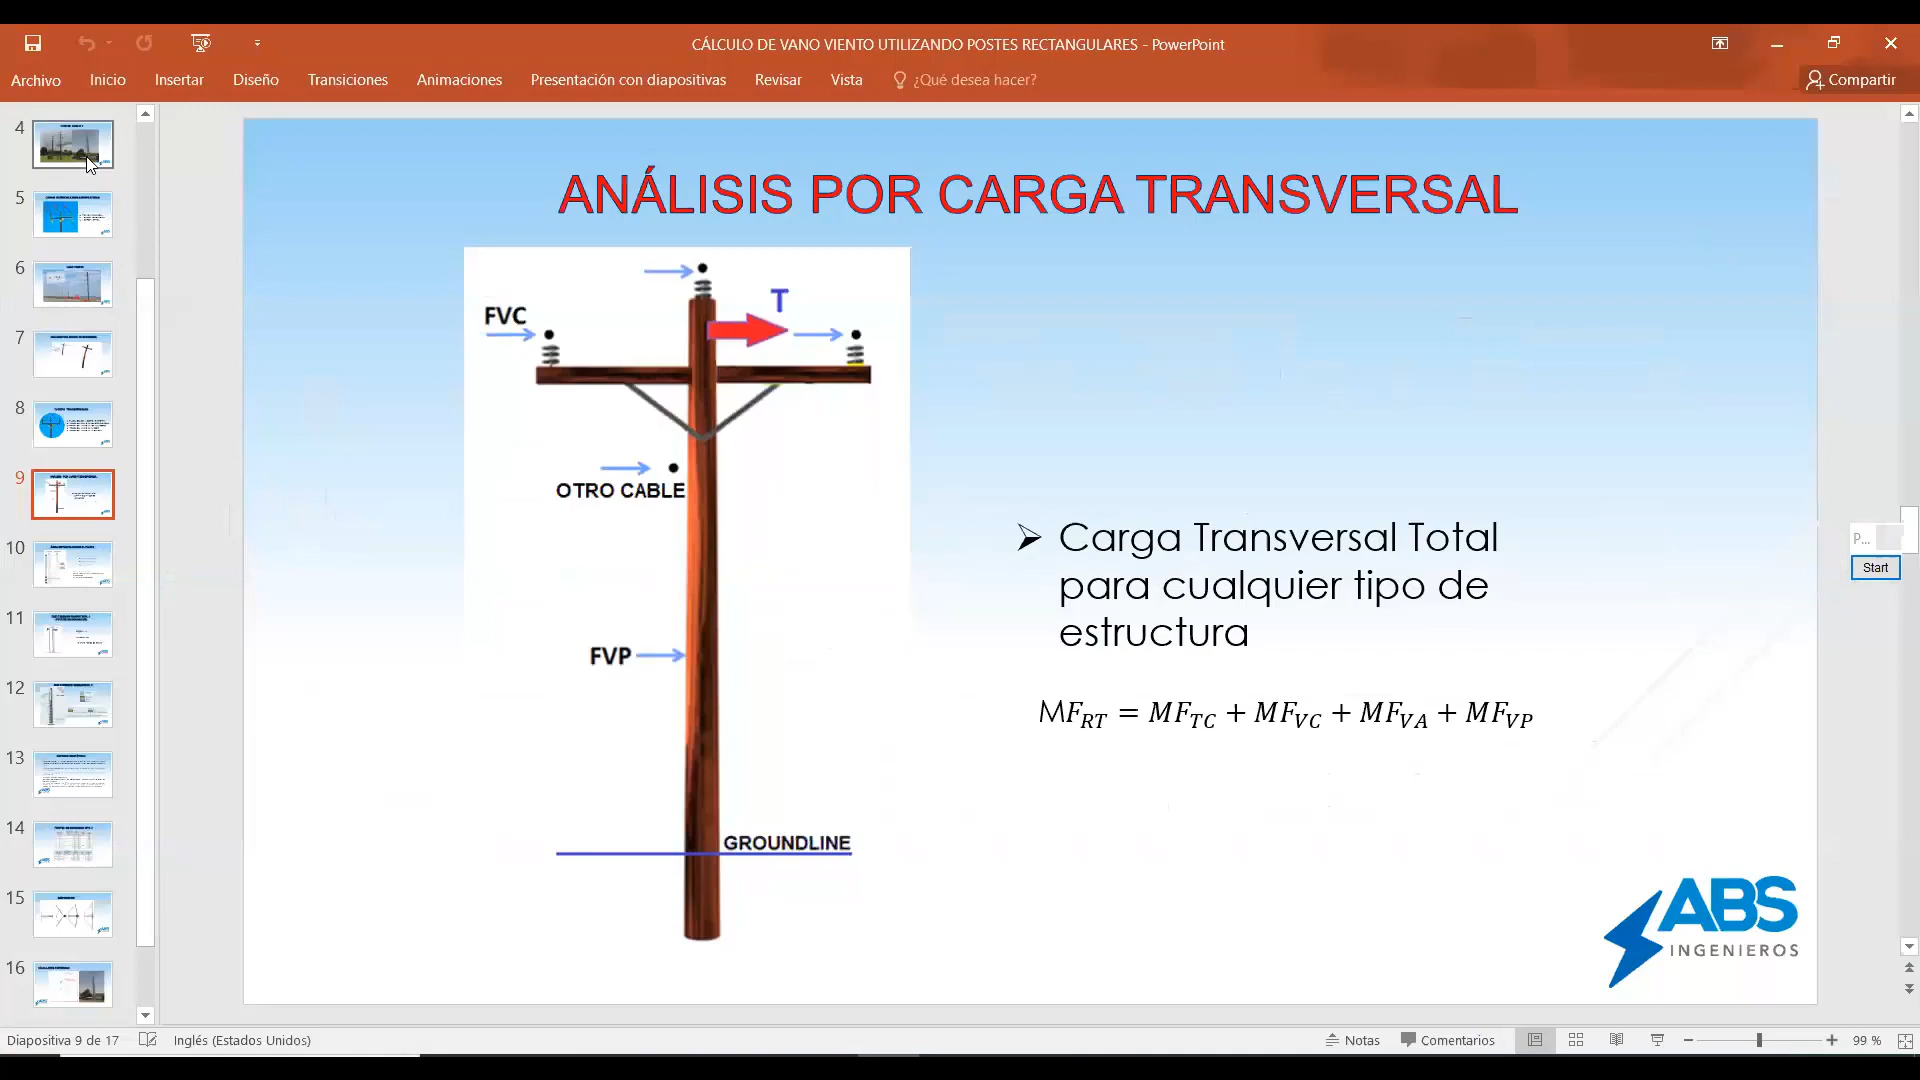 CÁLCULO DE VANO VIENTO UTILIZANDO POSTES RECTANGULARES - PowerPoint
Archivo Inicio Insertar Diseño Transiciones Animaciones Presentación con diapositivas Revisar Vista ¿Qué desea hacer? Compartir
4
5
6
7
8
9
10
11
12
13
14
15
16
ANÁLISIS POR CARGA TRANSVERSAL
T
FVC
OTRO CABLE
FVP
GROUNDLINE
➢ Carga Transversal Total
para cualquier tipo de
estructura
MF_RT = MF_TC + MF_VC + MF_VA + MF_VP
ABS
INGENIEROS
P...
Start
Diapositiva 9 de 17 Inglés (Estados Unidos) Notas Comentarios 99 %